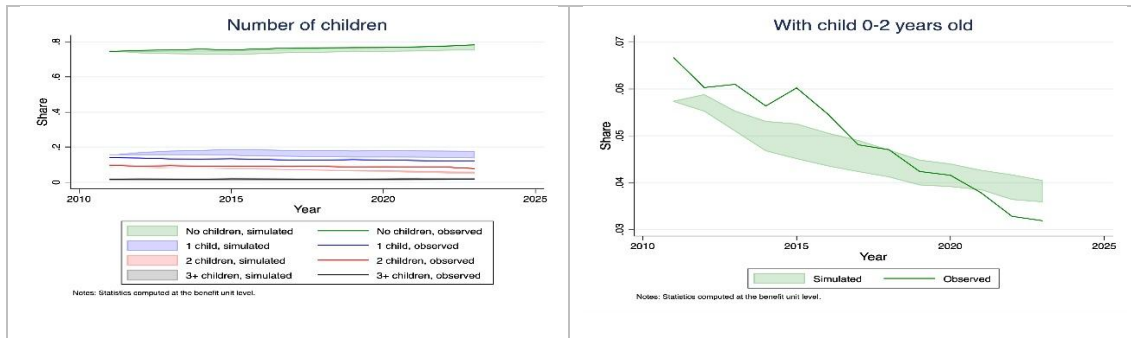 Number of children
.8
.6
.4
.2
0
Share
2010 2015 2020 2025
Year
No children, simulated No children, observed
1 child, simulated 1 child, observed
2 children, simulated 2 children, observed
3+ children, simulated 3+ children, observed
Notes: Statistics computed at the benefit unit level.
With child 0-2 years old
.07
.06
.05
.04
.03
Share
2010 2015 2020 2025
Year
Simulated Observed
Notes: Statistics computed at the benefit unit level.